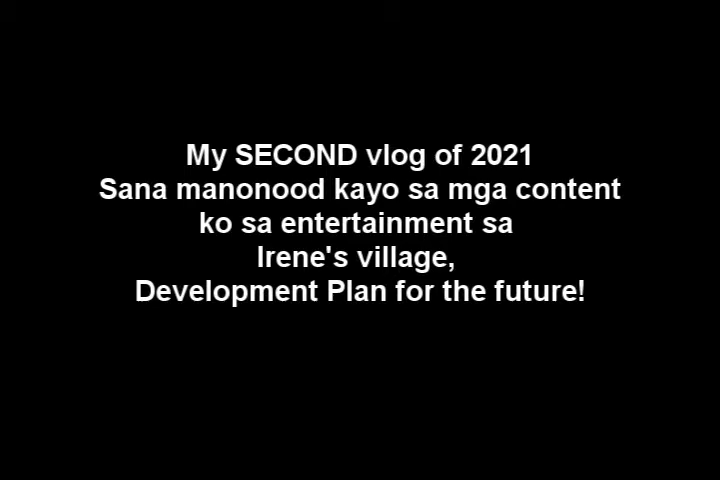 My SECOND vlog of 2021
Sana manonood kayo sa mga content
ko sa entertainment sa
Irene's village,
Development Plan for the future!